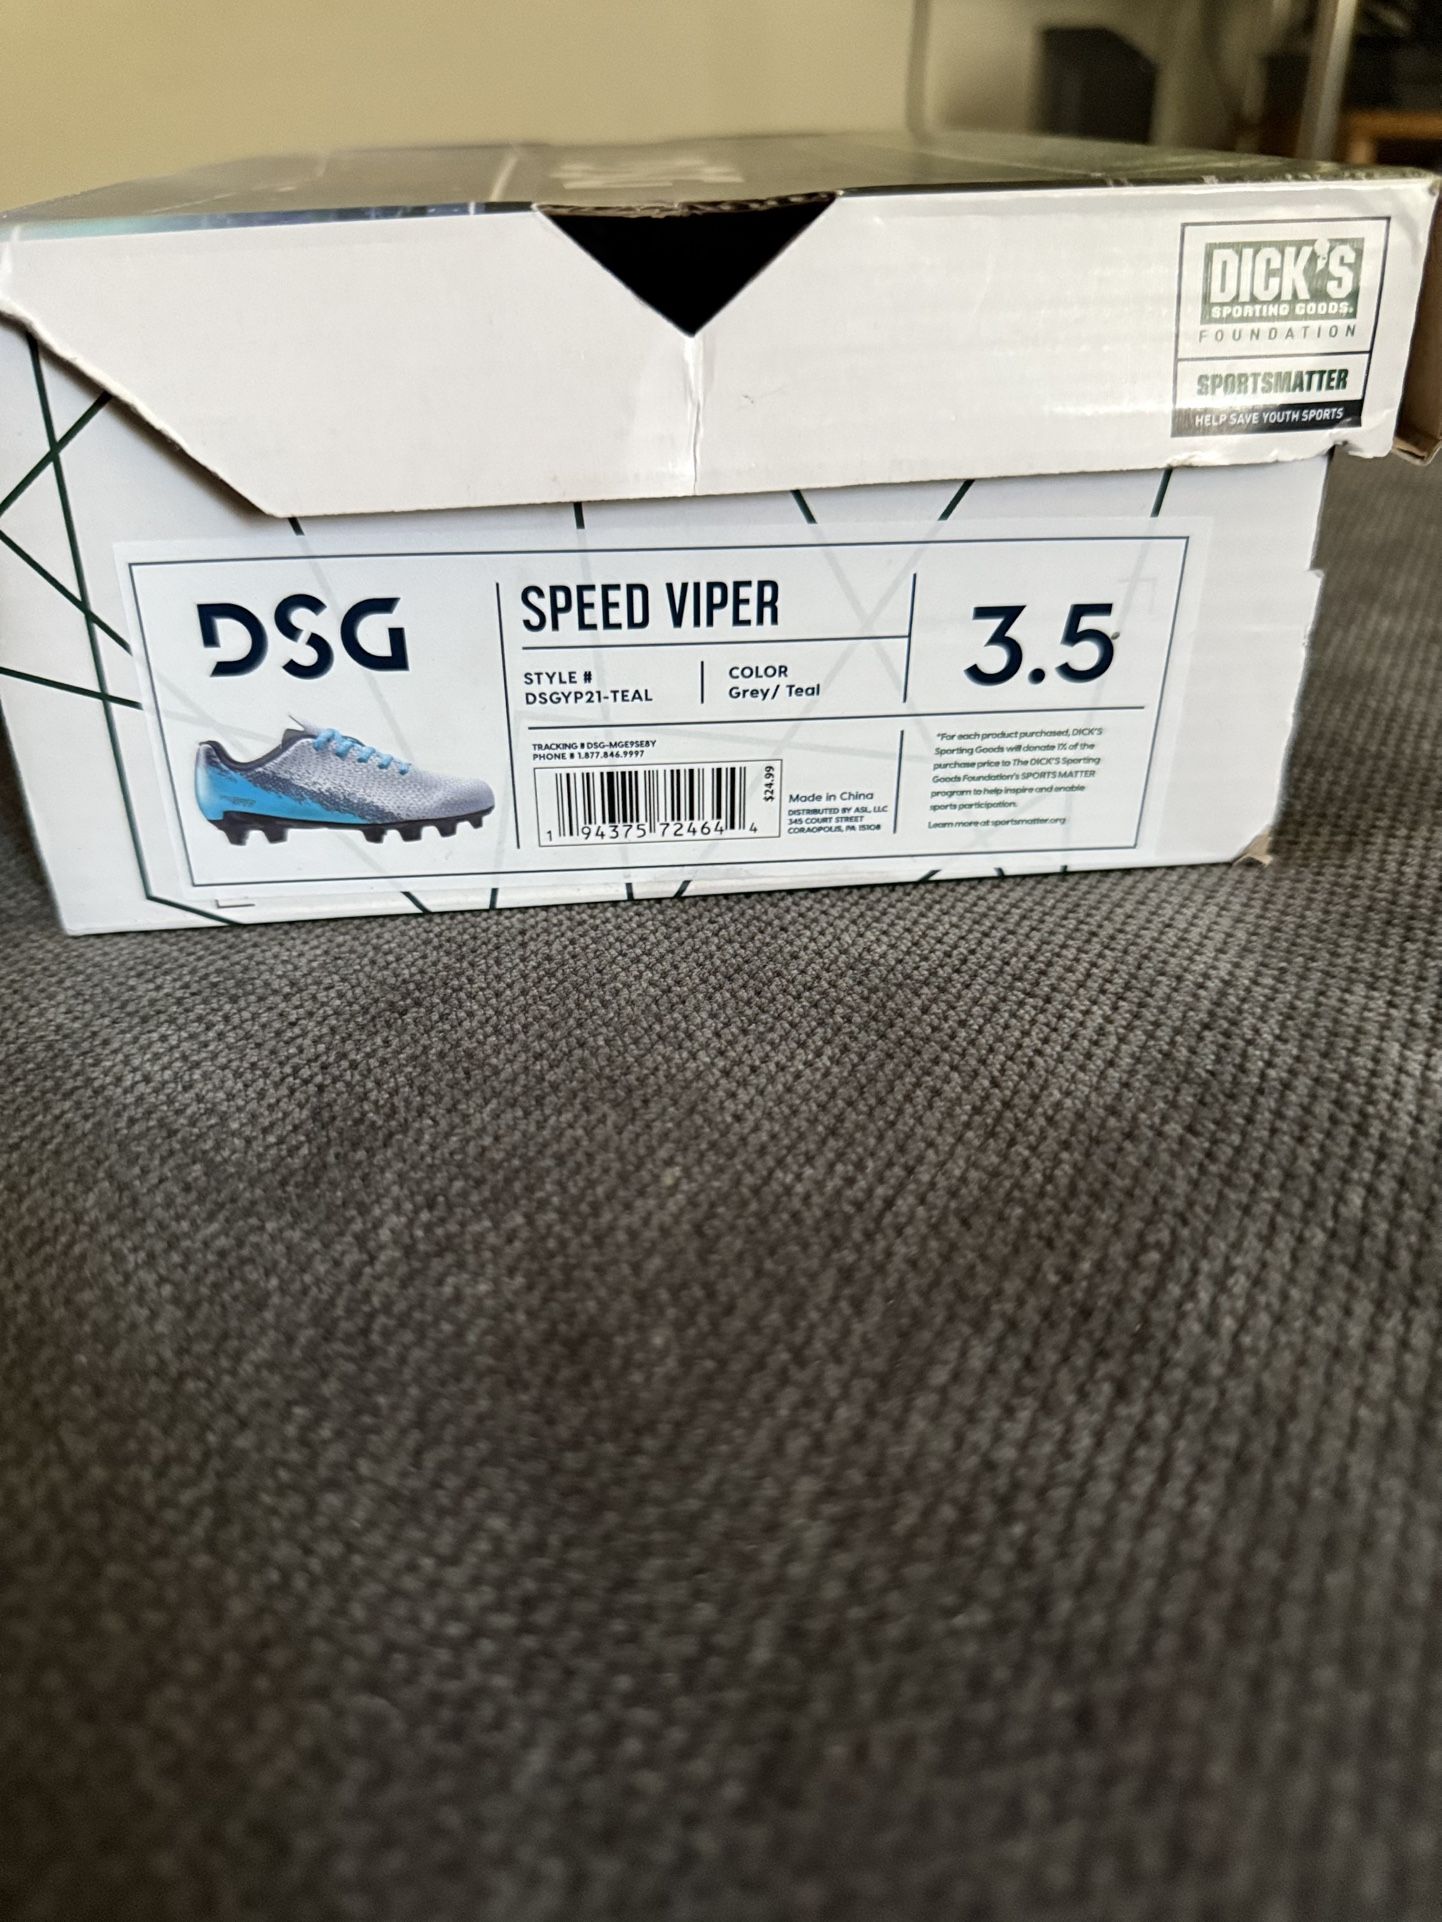 DICK'S
SPORTING GOODS.
FOUNDATION
SPORTSMATTER
HELP SAVE YOUTH SPORTS
DSG
SPEED VIPER
STYLE #
DSGYP21-TEAL
COLOR
Grey/ Teal
3.5
TRACKING # DSG-MGE9SE8Y
PHONE # 1.877.846.9997
$24.99
1 94375 72464 4
Made in China
DISTRIBUTED BY ASL, LLC
345 COURT STREET
CORAOPOLIS, PA 15108
*For each product purchased, DICK'S
Sporting Goods will donate 1% of the
purchase price to The DICK'S Sporting
Goods Foundation's SPORTS MATTER
program to help inspire and enable
sports participation.
Learn more at sportsmatter.org